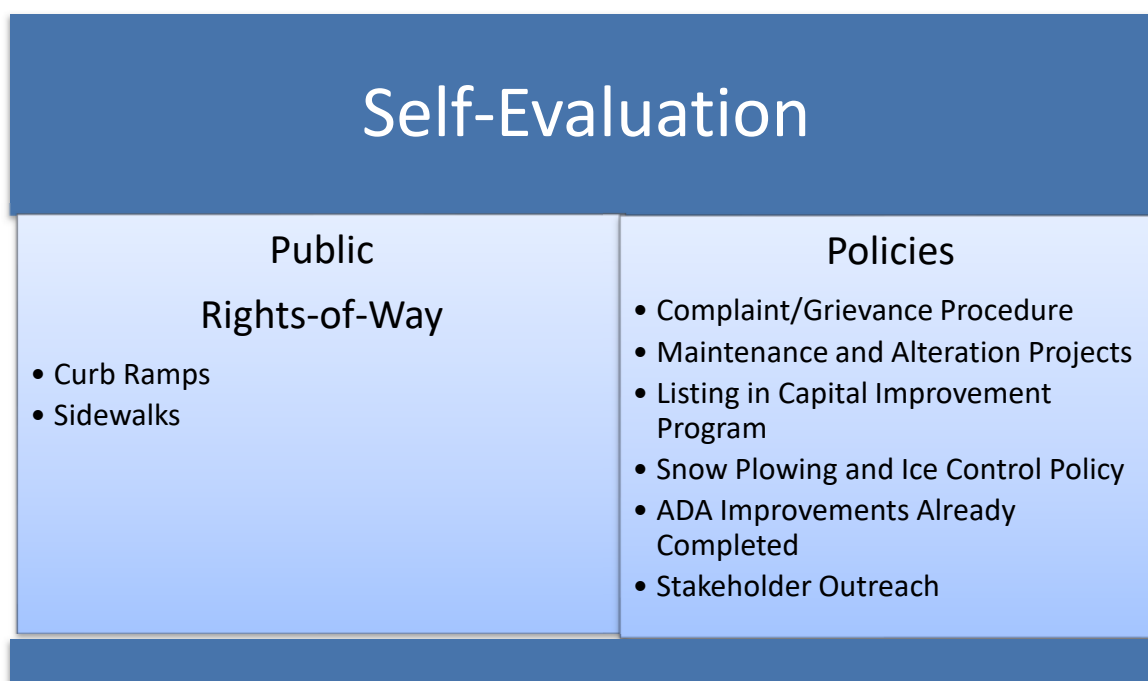 Self-Evaluation
Public
Rights-of-Way
• Curb Ramps
• Sidewalks
Policies
• Complaint/Grievance Procedure
• Maintenance and Alteration Projects
• Listing in Capital Improvement
Program
• Snow Plowing and Ice Control Policy
• ADA Improvements Already
Completed
• Stakeholder Outreach